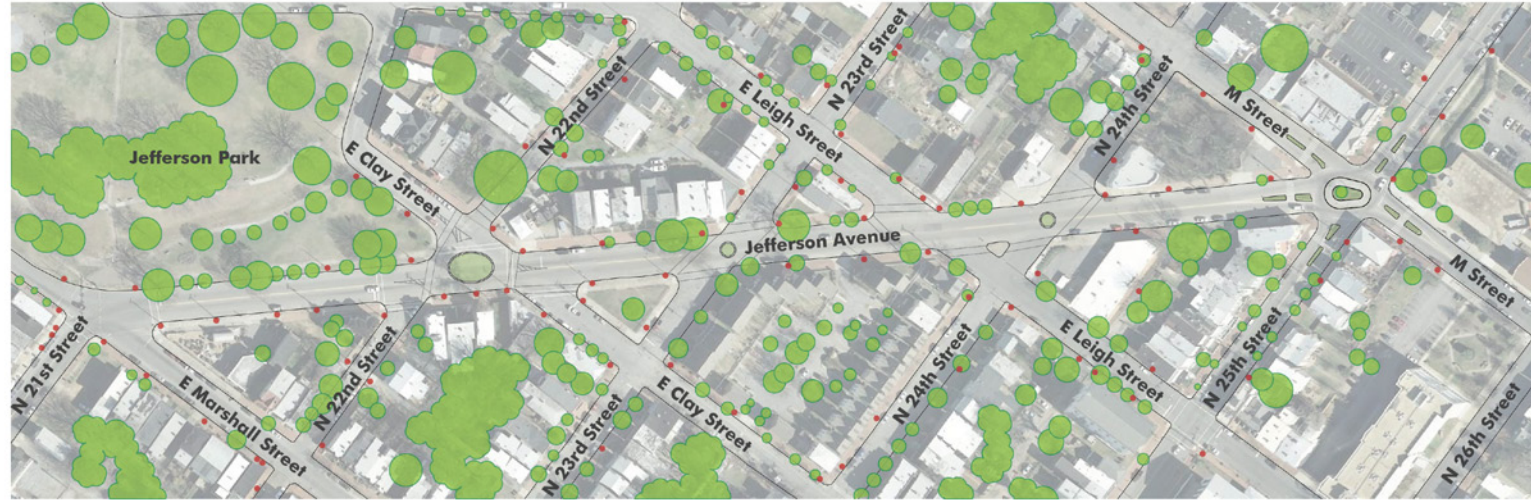 N 23rd Street
N 22nd Street
E Leigh Street
N 24th Street
M Street
Jefferson Park
E Clay Street
Jefferson Avenue
M Street
N 21st Street
N 22nd Street
E Marshall Street
N 23rd Street
E Clay Street
N 24th Street
E Leigh Street
N 25th Street
N 26th Street